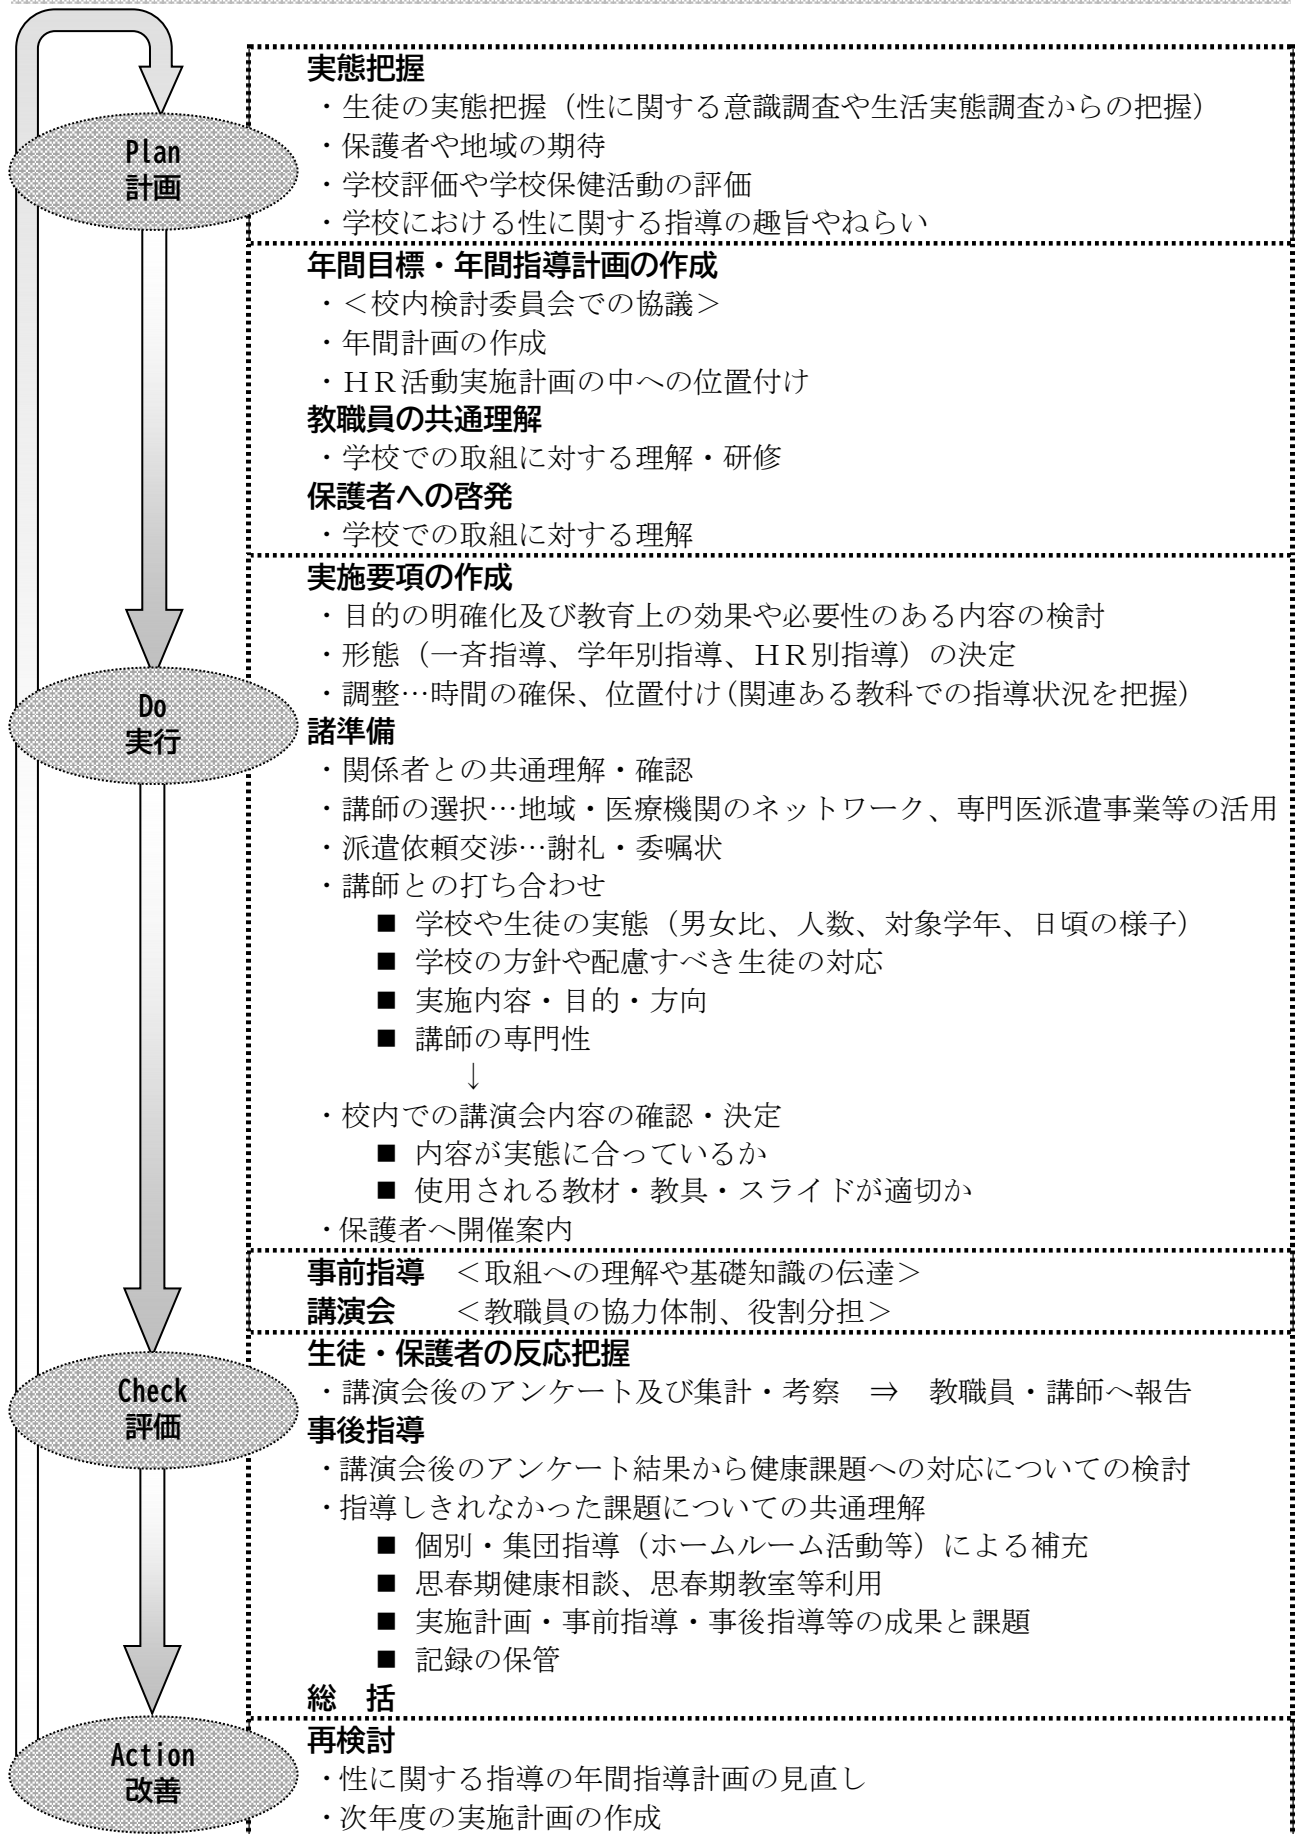 Plan
計画
実態把握
・生徒の実態把握（性に関する意識調査や生活実態調査からの把握）
・保護者や地域の期待
・学校評価や学校保健活動の評価
・学校における性に関する指導の趣旨やねらい
年間目標・年間指導計画の作成
・＜校内検討委員会での協議＞
・年間計画の作成
・ＨＲ活動実施計画の中への位置付け
教職員の共通理解
・学校での取組に対する理解・研修
保護者への啓発
・学校での取組に対する理解
Do
実行
実施要項の作成
・目的の明確化及び教育上の効果や必要性のある内容の検討
・形態（一斉指導、学年別指導、ＨＲ別指導）の決定
・調整…時間の確保、位置付け(関連ある教科での指導状況を把握)
諸準備
・関係者との共通理解・確認
・講師の選択…地域・医療機関のネットワーク、専門医派遣事業等の活用
・派遣依頼交渉…謝礼・委嘱状
・講師との打ち合わせ
■ 学校や生徒の実態（男女比、人数、対象学年、日頃の様子）
■ 学校の方針や配慮すべき生徒の対応
■ 実施内容・目的・方向
■ 講師の専門性
↓
・校内での講演会内容の確認・決定
■ 内容が実態に合っているか
■ 使用される教材・教具・スライドが適切か
・保護者へ開催案内
事前指導　＜取組への理解や基礎知識の伝達＞
講演会　　＜教職員の協力体制、役割分担＞
Check
評価
生徒・保護者の反応把握
・講演会後のアンケート及び集計・考察　⇒　教職員・講師へ報告
事後指導
・講演会後のアンケート結果から健康課題への対応についての検討
・指導しきれなかった課題についての共通理解
■ 個別・集団指導（ホームルーム活動等）による補充
■ 思春期健康相談、思春期教室等利用
■ 実施計画・事前指導・事後指導等の成果と課題
■ 記録の保管
総　括
Action
改善
再検討
・性に関する指導の年間指導計画の見直し
・次年度の実施計画の作成